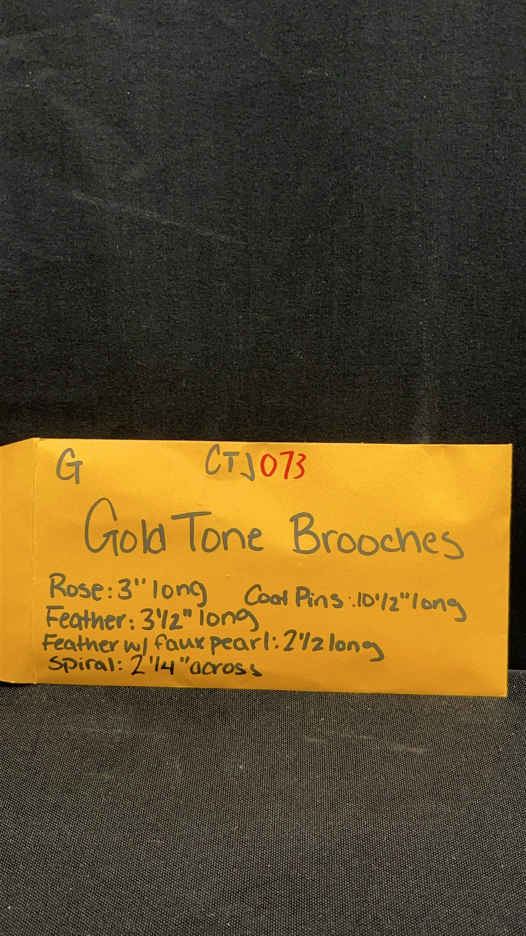 G CTJ073
Gold Tone Brooches
Rose: 3" long Coat Pins: 10 1/2" long
Feather: 3 1/2" long
Feather w/ faux pearl: 2 1/2 long
Spiral: 2 1/4" across